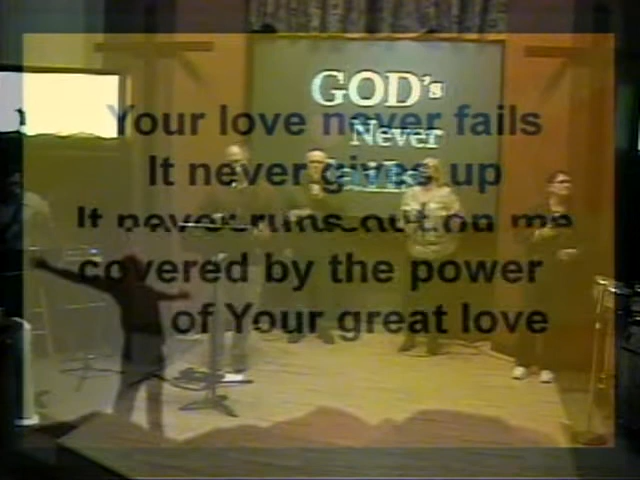 GOD's
Never
Your love never fails
It never gives up
It never runs out on me
covered by the power
of Your great love